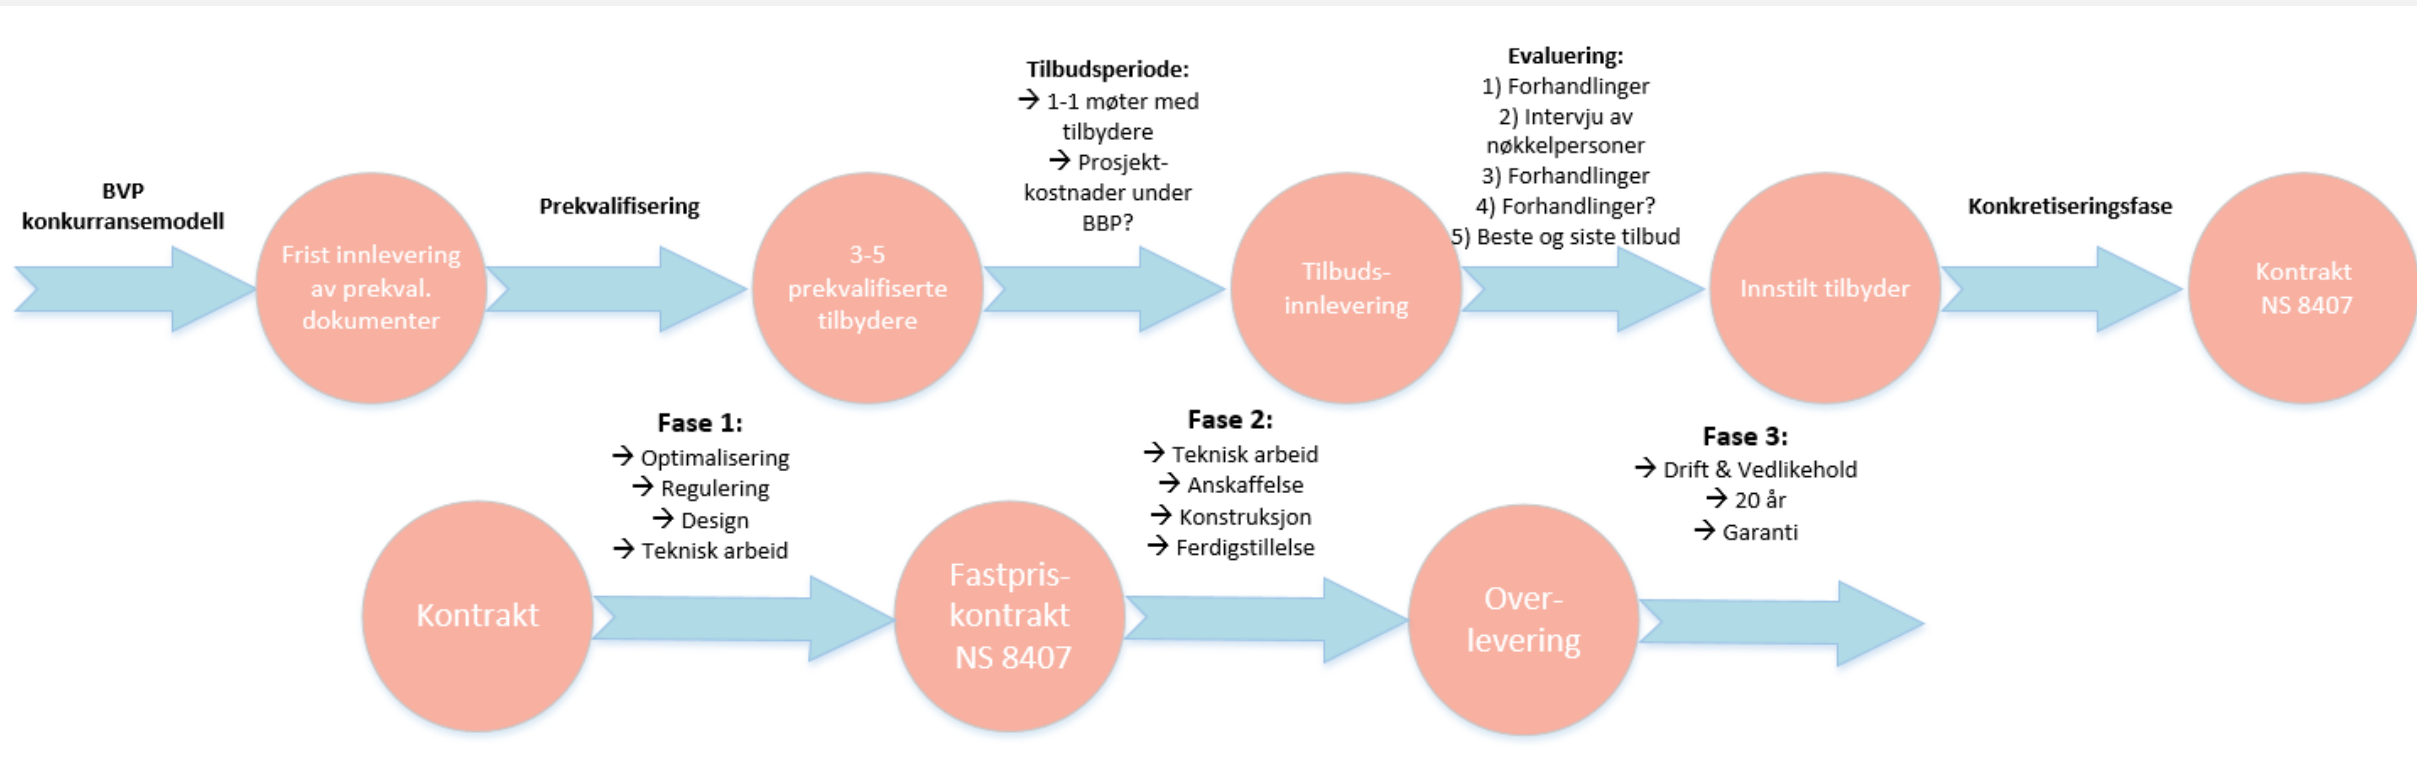 BVP
konkurransemodell
Frist innlevering
av prekval.
dokumenter
Prekvalifisering
3-5
prekvalifiserte
tilbydere
Tilbudsperiode:
→ 1-1 møter med
tilbydere
→ Prosjekt-
kostnader under
BBP?
Tilbuds-
innlevering
Evaluering:
1) Forhandlinger
2) Intervju av
nøkkelpersoner
3) Forhandlinger
4) Forhandlinger?
5) Beste og siste tilbud
Innstilt tilbyder
Konkretiseringsfase
Kontrakt
NS 8407
Kontrakt
Fase 1:
→ Optimalisering
→ Regulering
→ Design
→ Teknisk arbeid
Fastpris-
kontrakt
NS 8407
Fase 2:
→ Teknisk arbeid
→ Anskaffelse
→ Konstruksjon
→ Ferdigstillelse
Over-
levering
Fase 3:
→ Drift & Vedlikehold
→ 20 år
→ Garanti